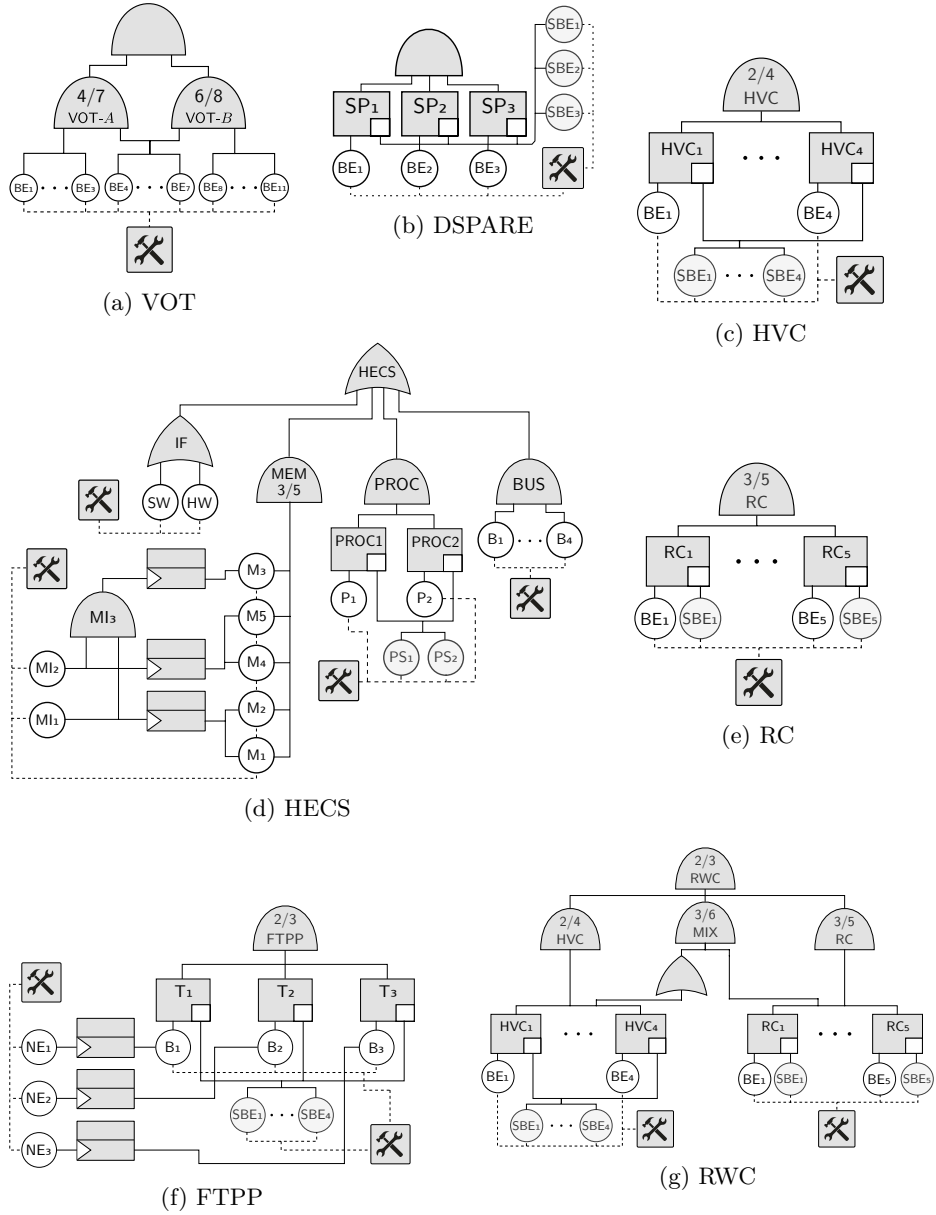 4/7
VOT-A
6/8
VOT-B
BE₁ ··· BE₃ BE₄ ··· BE₇ BE₈ ··· BE₁₁
(a) VOT
SP₁ SP₂ SP₃
SBE₁
SBE₂
SBE₃
BE₁ BE₂ BE₃
(b) DSPARE
2/4
HVC
HVC₁ ··· HVC₄
BE₁ BE₄
SBE₁ ··· SBE₄
(c) HVC
HECS
IF
SW HW
MEM
3/5
PROC
BUS
PROC1 PROC2
B₁ ··· B₄
P₁ P₂
PS₁ PS₂
M₃
M5
M₄
M₂
M₁
MI₃
MI₂
MI₁
(d) HECS
3/5
RC
RC₁ ··· RC₅
BE₁ SBE₁ BE₅ SBE₅
(e) RC
2/3
FTPP
T₁ T₂ T₃
NE₁ B₁ B₂ B₃
NE₂
SBE₁ ··· SBE₄
NE₃
(f) FTPP
2/3
RWC
2/4
HVC
3/6
MIX
3/5
RC
HVC₁ ··· HVC₄
RC₁ ··· RC₅
BE₁ BE₄
BE₁ SBE₁ BE₅ SBE₅
SBE₁ ··· SBE₄
(g) RWC